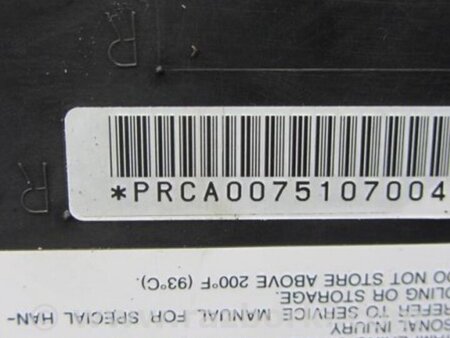 R
R
*PRCA0075107004
SONAL INJURY
REFER TO SERVICE MANUAL FOR SPECIAL HAN-
DLING OR STORAGE.
DO NOT STORE ABOVE 200°F (93°C).